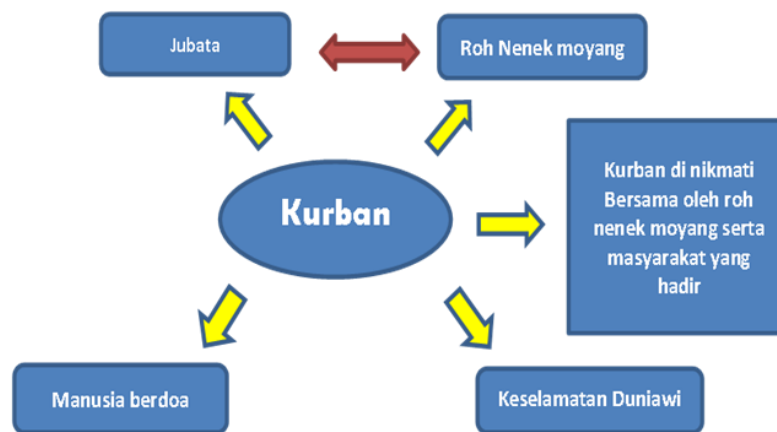 Jubata
Roh Nenek moyang
Kurban
Kurban di nikmati
Bersama oleh roh
nenek moyang serta
masyarakat yang
hadir
Manusia berdoa
Keselamatan Duniawi